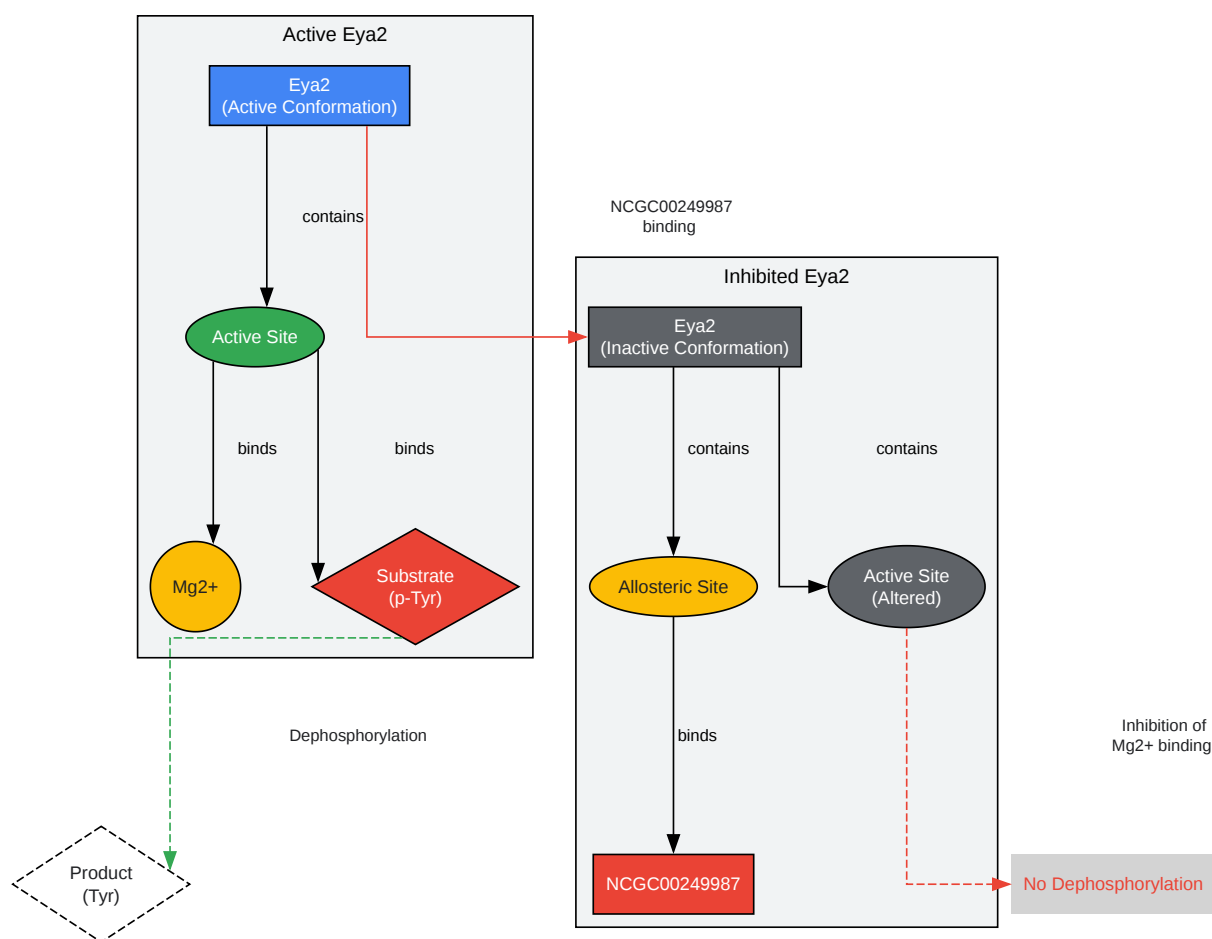 Active Eya2
Eya2
(Active Conformation)
contains
NCGC00249987
binding
Inhibited Eya2
Active Site
Eya2
(Inactive Conformation)
binds
binds
contains
contains
Mg2+
Substrate
(p-Tyr)
Allosteric Site
Active Site
(Altered)
Dephosphorylation
binds
Inhibition of
Mg2+ binding
Product
(Tyr)
NCGC00249987
No Dephosphorylation